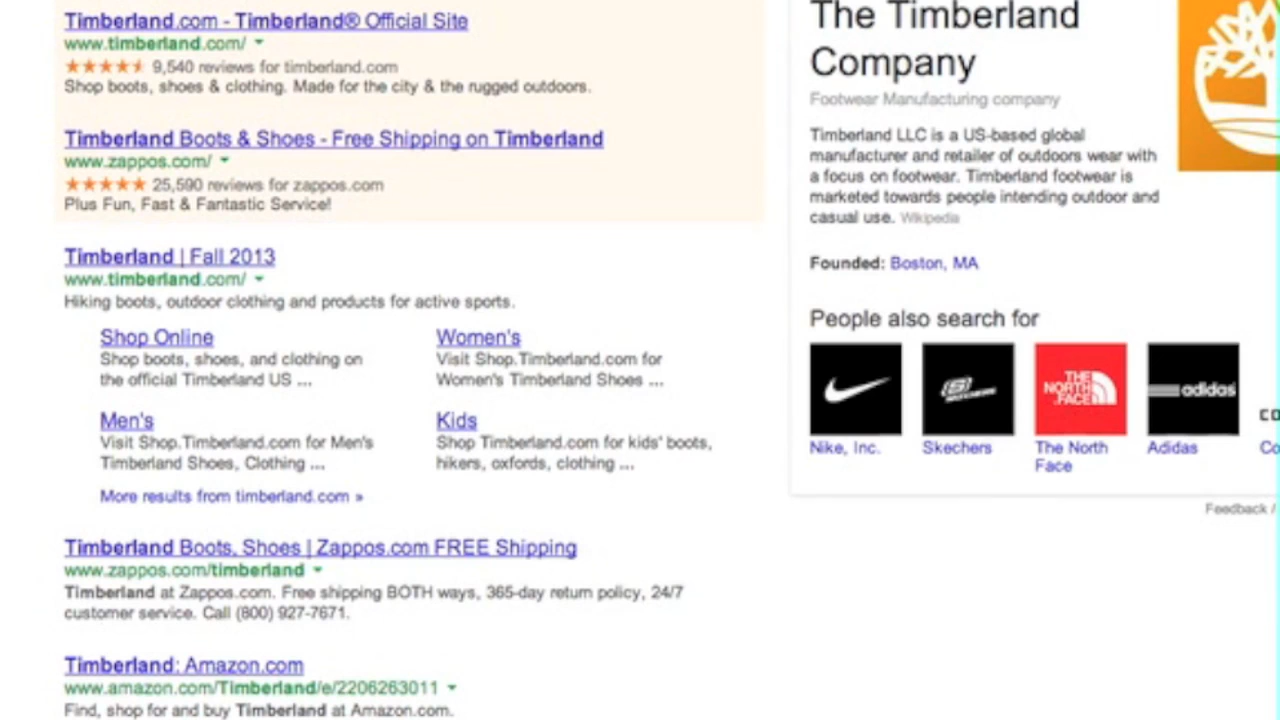 Timberland.com - Timberland® Official Site
www.timberland.com/
9,540 reviews for timberland.com
Shop boots, shoes & clothing. Made for the city & the rugged outdoors.
Timberland Boots & Shoes - Free Shipping on Timberland
www.zappos.com/
25,590 reviews for zappos.com
Plus Fun, Fast & Fantastic Service!
Timberland | Fall 2013
www.timberland.com/
Hiking boots, outdoor clothing and products for active sports.
Shop Online
Shop boots, shoes, and clothing on
the official Timberland US ...
Women's
Visit Shop.Timberland.com for
Women's Timberland Shoes ...
Men's
Visit Shop.Timberland.com for Men's
Timberland Shoes, Clothing ...
Kids
Shop Timberland.com for kids' boots,
hikers, oxfords, clothing ...
More results from timberland.com »
Timberland Boots, Shoes | Zappos.com FREE Shipping
www.zappos.com/timberland
Timberland at Zappos.com. Free shipping BOTH ways, 365-day return policy, 24/7
customer service. Call (800) 927-7671.
Timberland: Amazon.com
www.amazon.com/Timberland/e/2206263011
Find, shop for and buy Timberland at Amazon.com.
The Timberland
Company
Footwear Manufacturing company
Timberland LLC is a US-based global
manufacturer and retailer of outdoors wear with
a focus on footwear. Timberland footwear is
marketed towards people intending outdoor and
casual use. Wikipedia
Founded: Boston, MA
People also search for
SKECHERS
THE
NORTH
FACE
adidas
Nike, Inc.
Skechers
The North
Face
Adidas
Feedback /